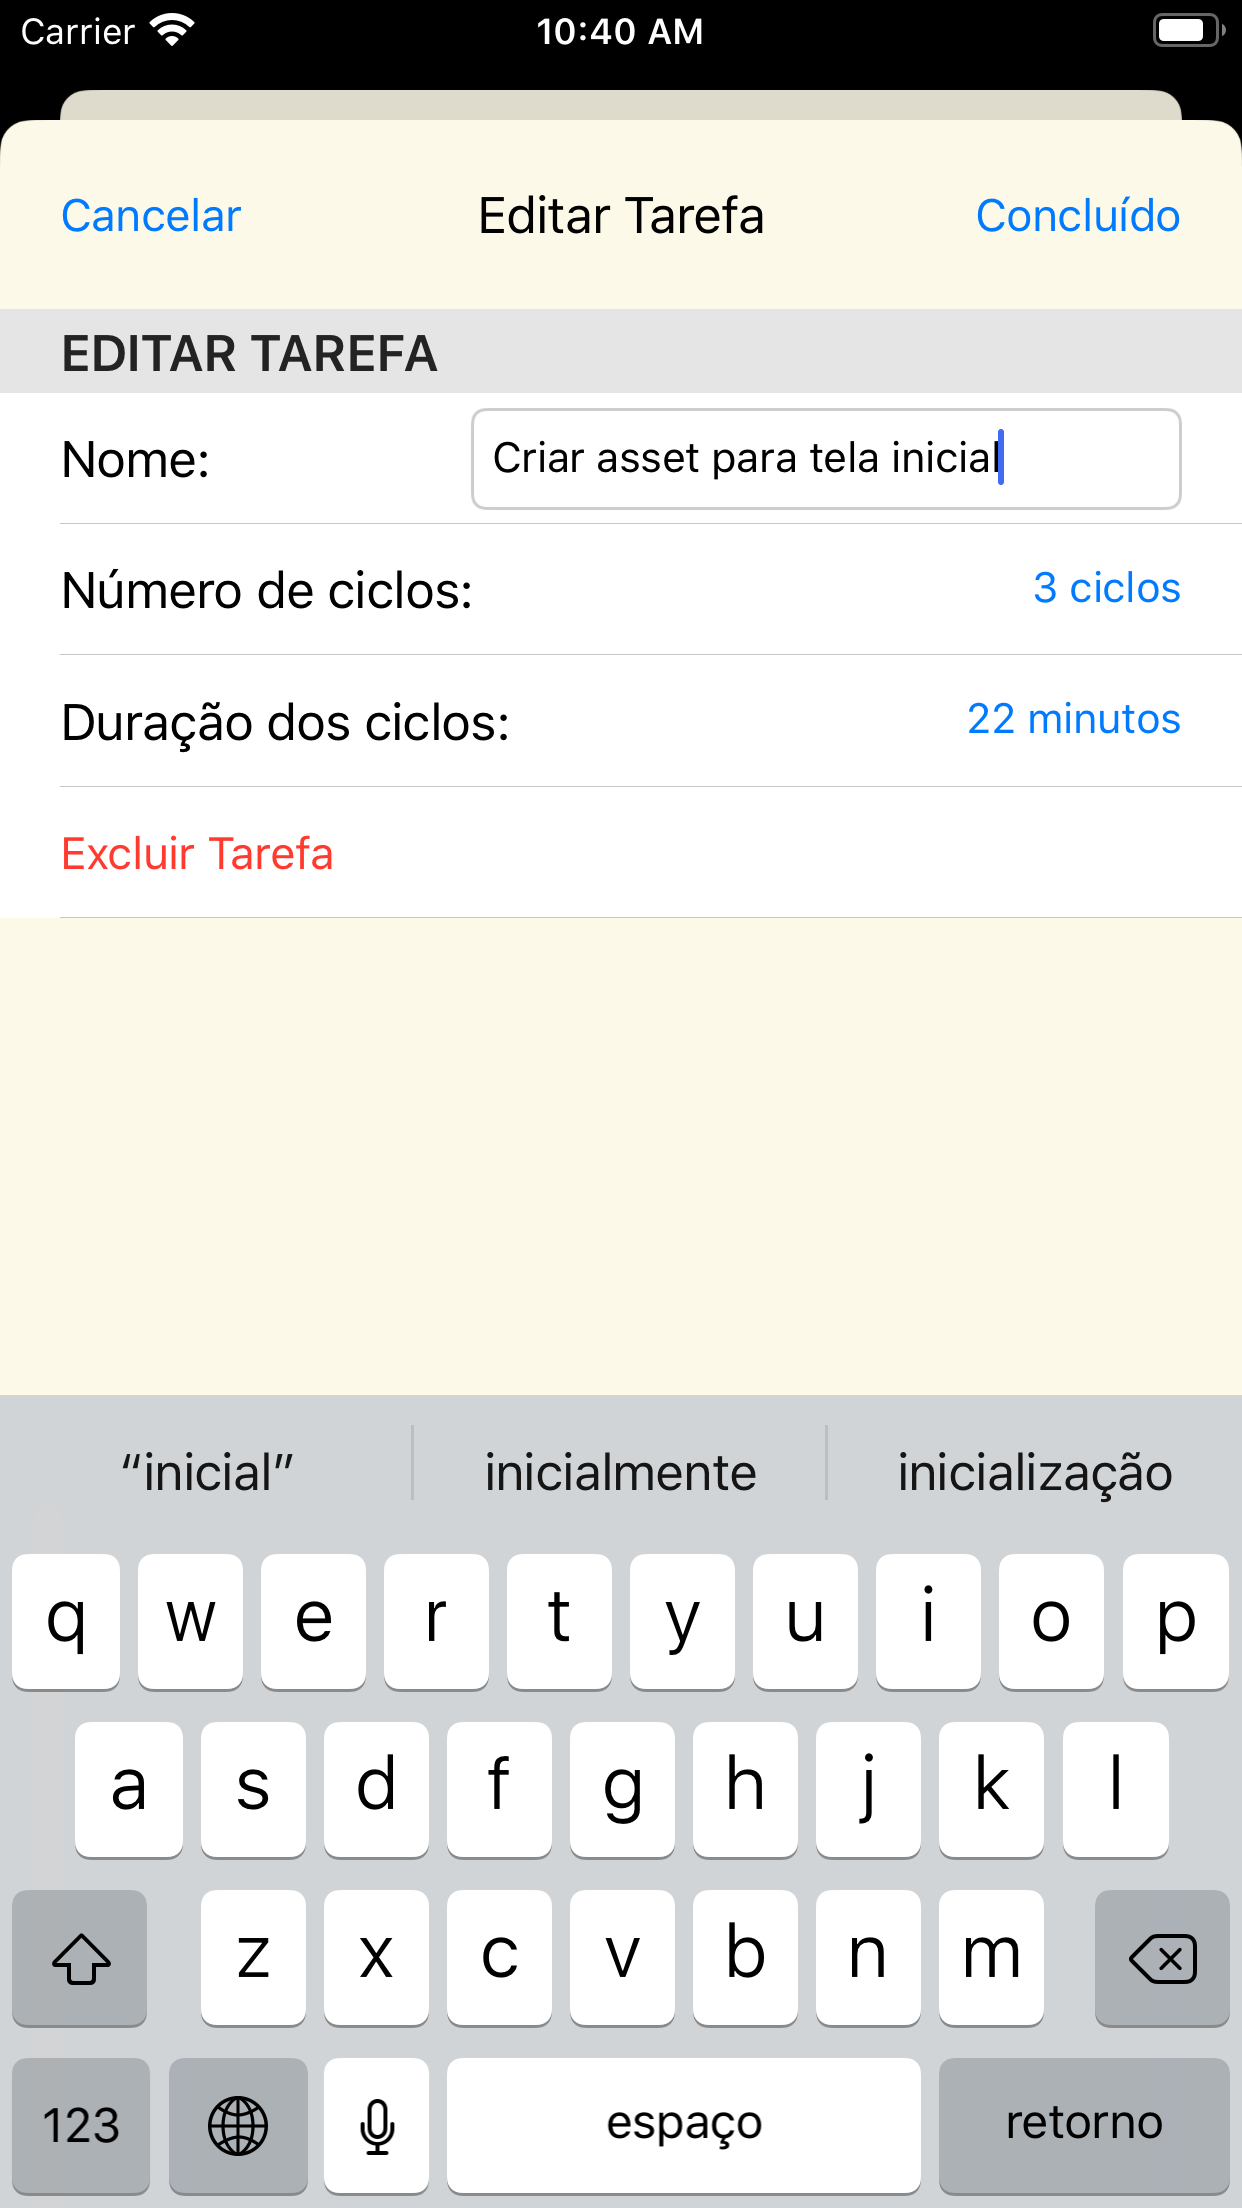 Carrier 10:40 AM
Cancelar Editar Tarefa Concluído
EDITAR TAREFA
Nome: Criar asset para tela inicial
Número de ciclos: 3 ciclos
Duração dos ciclos: 22 minutos
Excluir Tarefa
“inicial” inicialmente inicialização
q w e r t y u i o p
a s d f g h j k l
z x c v b n m
123 espaço retorno